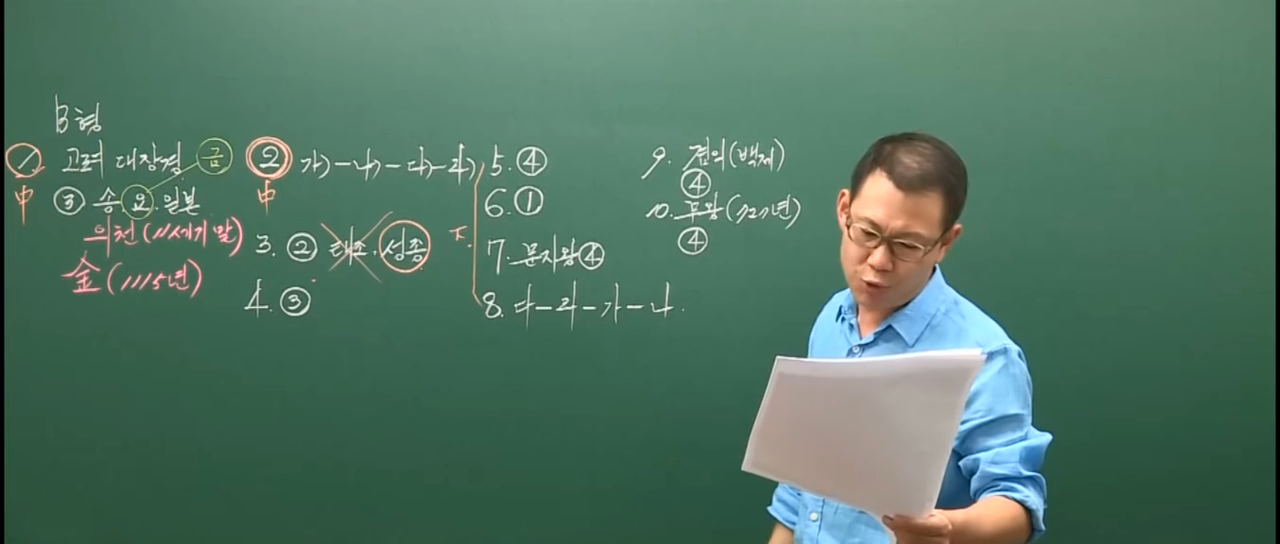 B형
① 고려 대장경 금
中 ③ 송.요.일본
의천(11세기 말)
金(1115년)
② 가)-나)-다)-라)
中
3. ② 태조. 성종
4. ③
下.
5. ④
6. ①
7. 문자왕④
8. 다-라-가-나.
9. 검의(백제)
④
10. 무왕(727년)
④